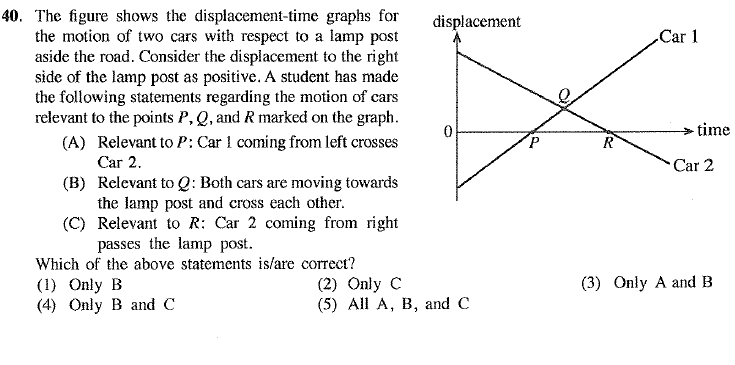 40. The figure shows the displacement-time graphs for
the motion of two cars with respect to a lamp post
aside the road. Consider the displacement to the right
side of the lamp post as positive. A student has made
the following statements regarding the motion of cars
relevant to the points P, Q, and R marked on the graph.
(A) Relevant to P: Car 1 coming from left crosses
Car 2.
(B) Relevant to Q: Both cars are moving towards
the lamp post and cross each other.
(C) Relevant to R: Car 2 coming from right
passes the lamp post.
Which of the above statements is/are correct?
(1) Only B
(2) Only C
(3) Only A and B
(4) Only B and C
(5) All A, B, and C
displacement
Car 1
Q
0
P
R
time
Car 2